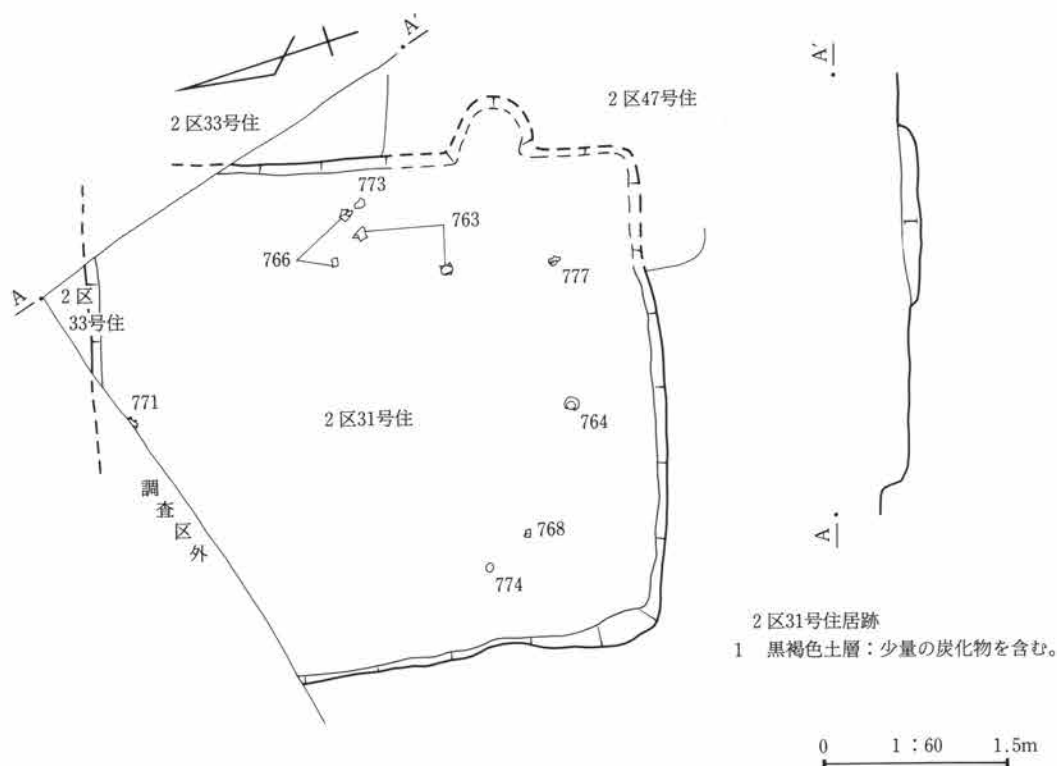 A'
2区33号住
2区47号住
A'
773
763
766
777
A
2区
33号住
771
2区31号住
764
調査区外
768
774
A
1
2区31号住居跡
1 黒褐色土層：少量の炭化物を含む。
0 1：60 1.5m